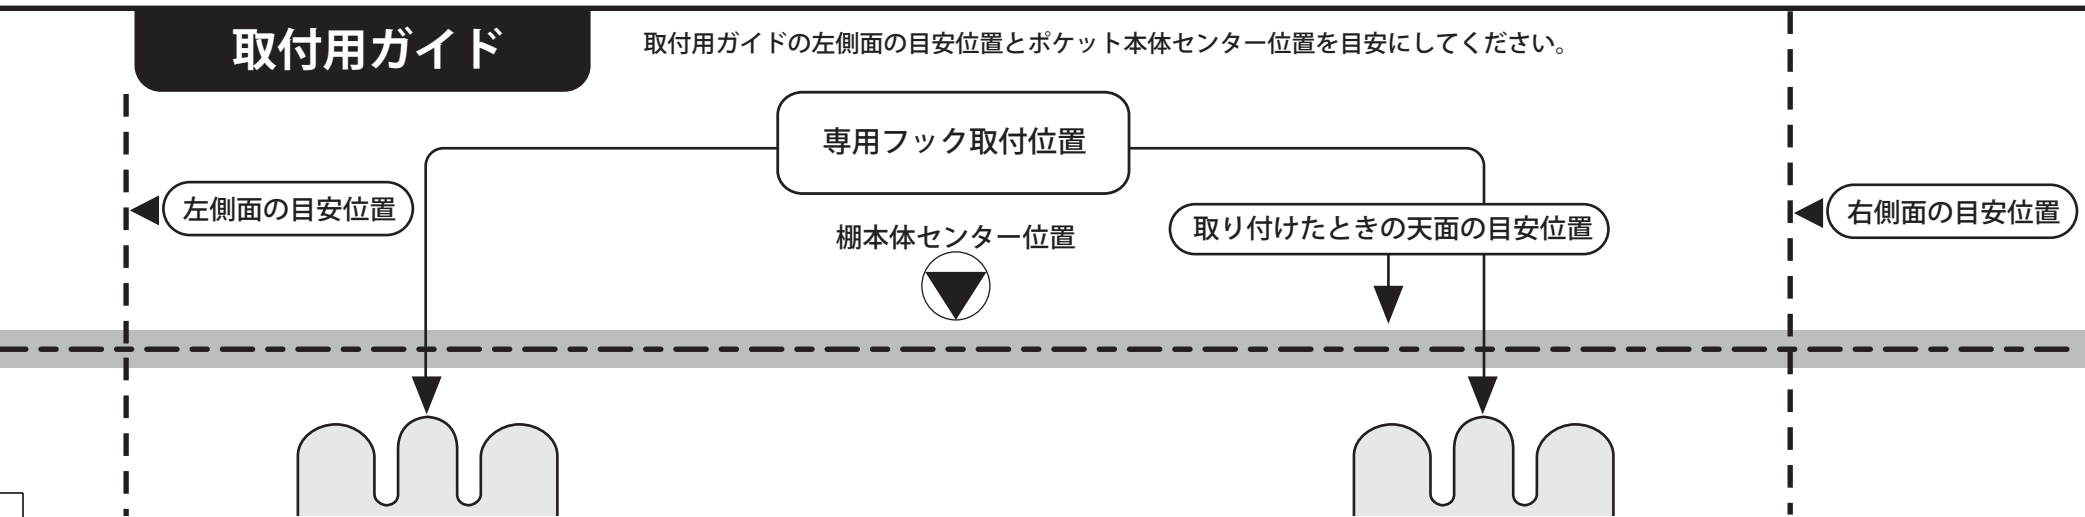 取付用ガイド
取付用ガイドの左側面の目安位置とポケット本体センター位置を目安にしてください。
専用フック取付位置
左側面の目安位置
棚本体センター位置
取り付けたときの天面の目安位置
右側面の目安位置